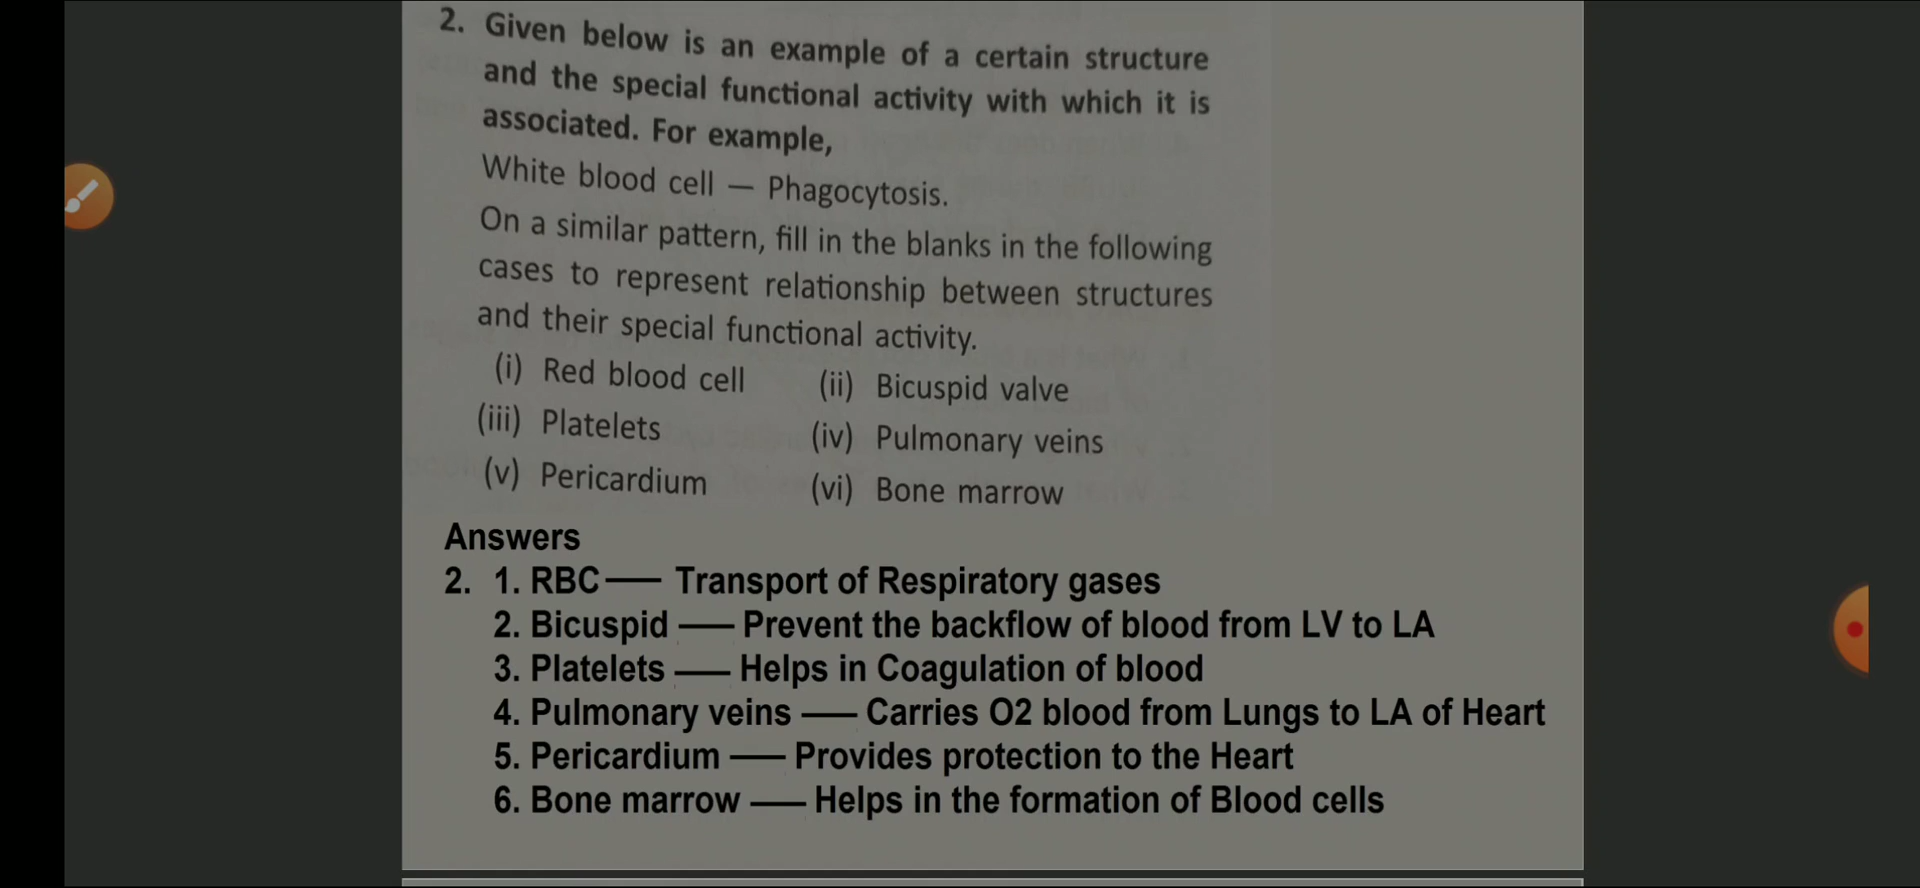 2. Given below is an example of a certain structure
and the special functional activity with which it is
associated. For example,
White blood cell — Phagocytosis.
On a similar pattern, fill in the blanks in the following
cases to represent relationship between structures
and their special functional activity.
(i) Red blood cell (ii) Bicuspid valve
(iii) Platelets (iv) Pulmonary veins
(v) Pericardium (vi) Bone marrow
Answers
2. 1. RBC —— Transport of Respiratory gases
2. Bicuspid —— Prevent the backflow of blood from LV to LA
3. Platelets —— Helps in Coagulation of blood
4. Pulmonary veins —— Carries O2 blood from Lungs to LA of Heart
5. Pericardium —— Provides protection to the Heart
6. Bone marrow —— Helps in the formation of Blood cells